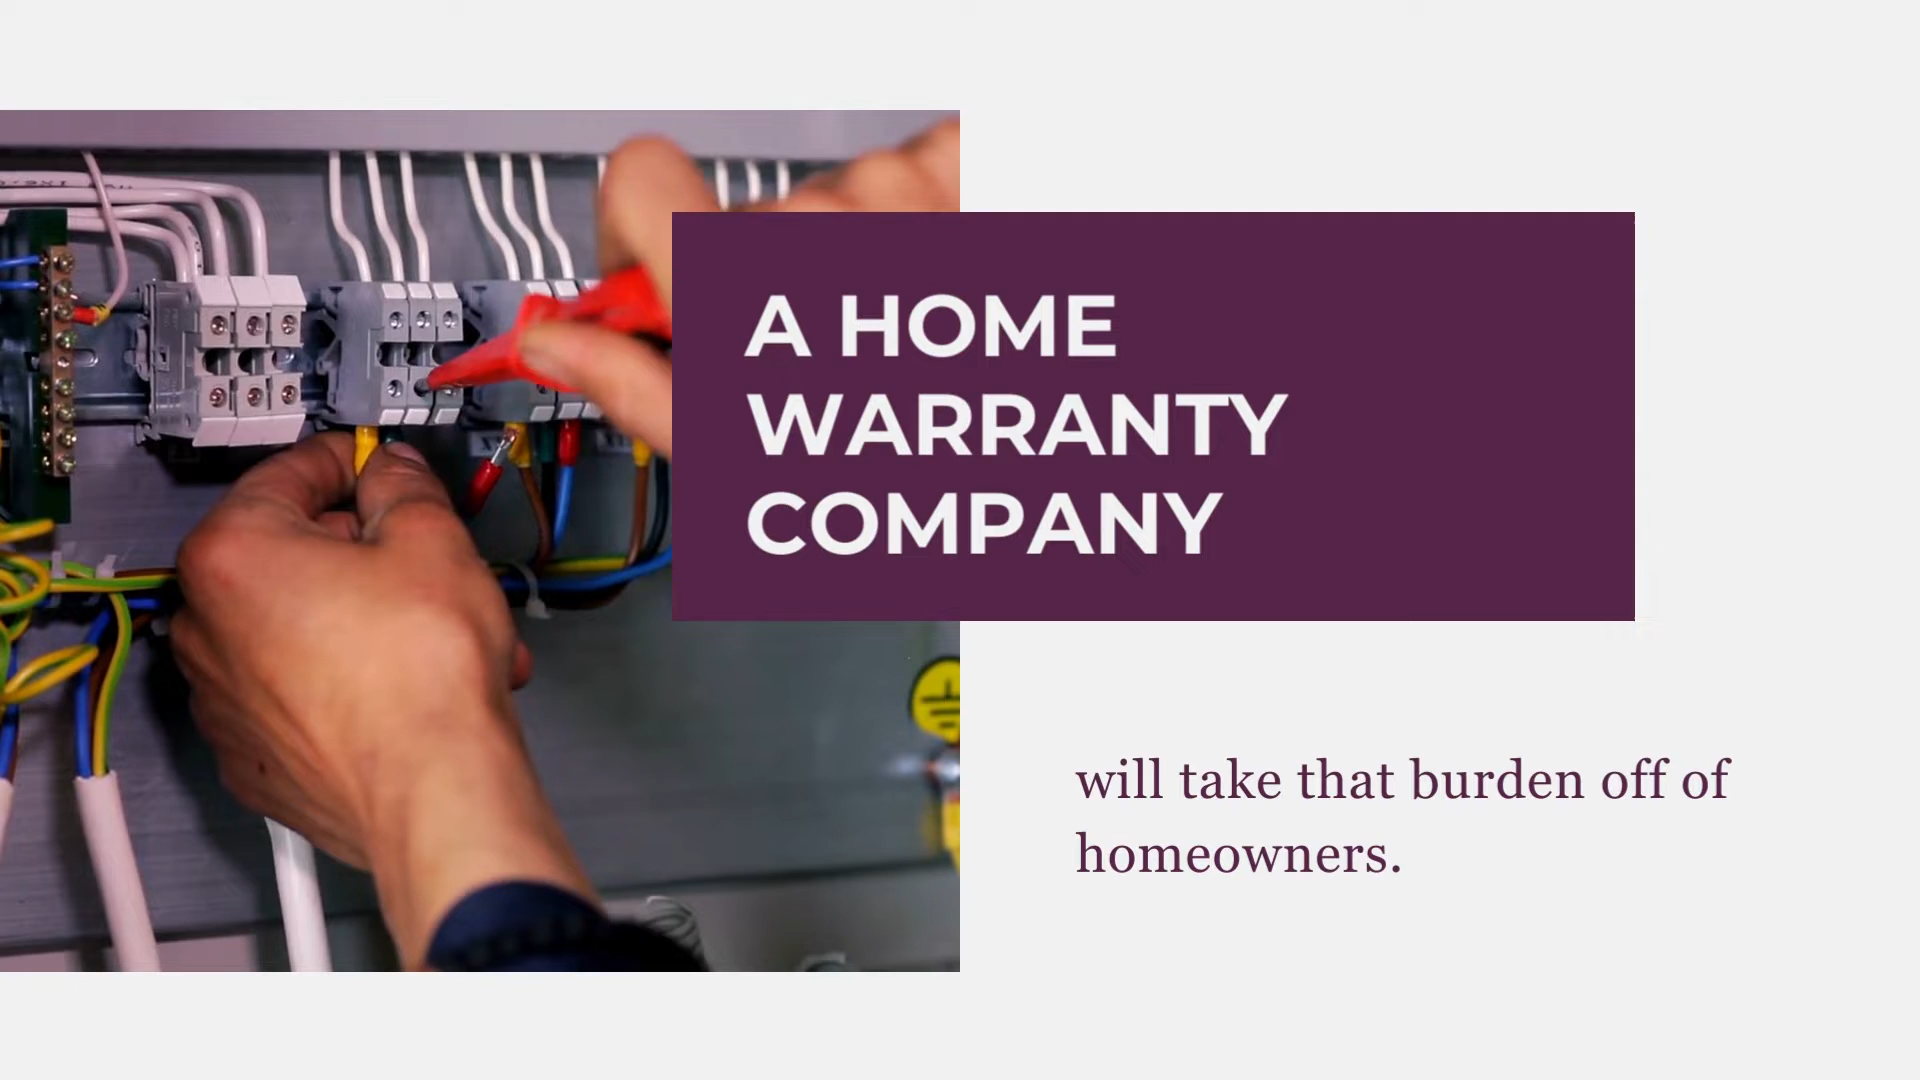 A HOME
WARRANTY
COMPANY
will take that burden off of
homeowners.